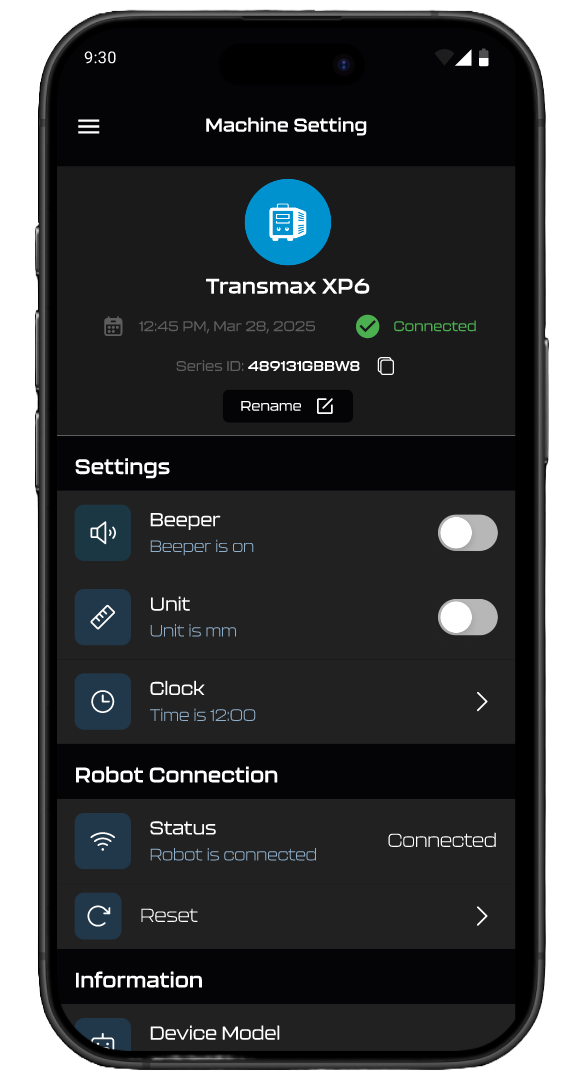 9:30
Machine Setting
Transmax XP6
12:45 PM, Mar 28, 2025 Connected
Series ID: 489131GBBW8
Rename
Settings
Beeper
Beeper is on
Unit
Unit is mm
Clock
Time is 12:00
Robot Connection
Status
Robot is connected
Connected
Reset
Information
Device Model